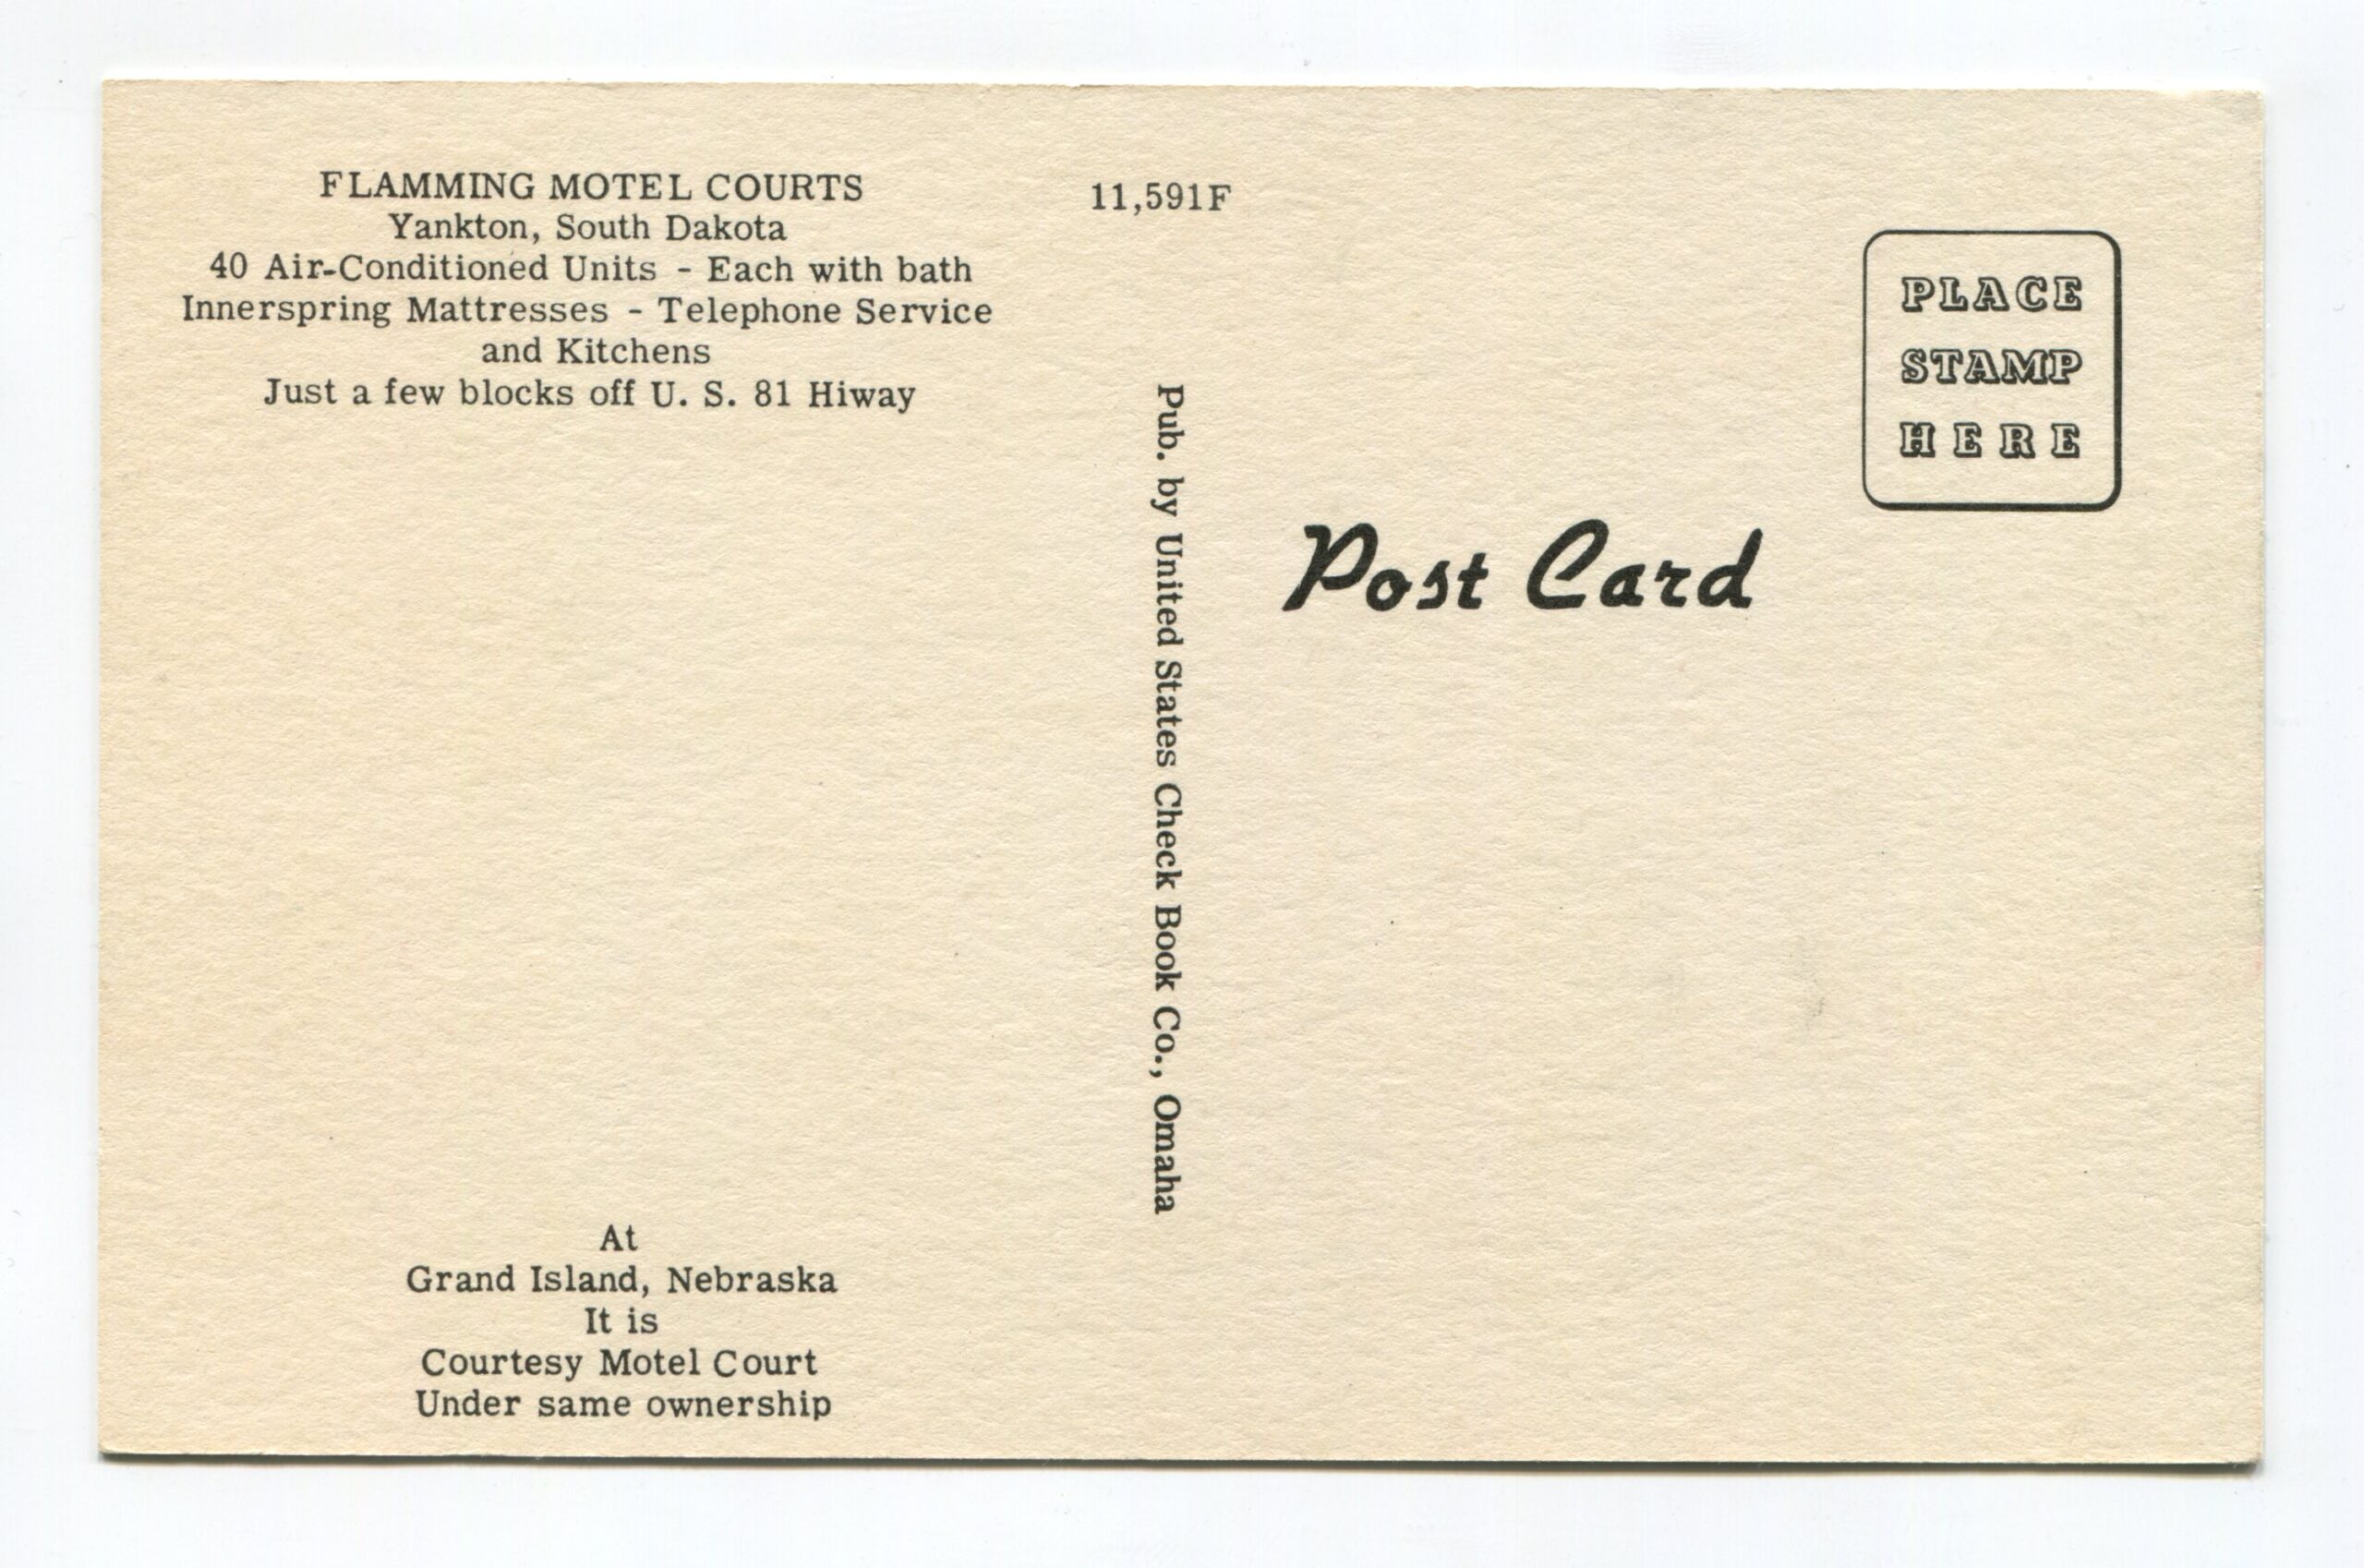 FLAMMING MOTEL COURTS
Yankton, South Dakota
40 Air-Conditioned Units - Each with bath
Innerspring Mattresses - Telephone Service
and Kitchens
Just a few blocks off U. S. 81 Hiway
At
Grand Island, Nebraska
It is
Courtesy Motel Court
Under same ownership
11,591F
Pub. by United States Check Book Co., Omaha
Post Card
PLACE
STAMP
HERE